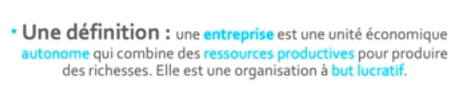 • Une définition : une entreprise est une unité économique
autonome qui combine des ressources productives pour produire
des richesses. Elle est une organisation à but lucratif.